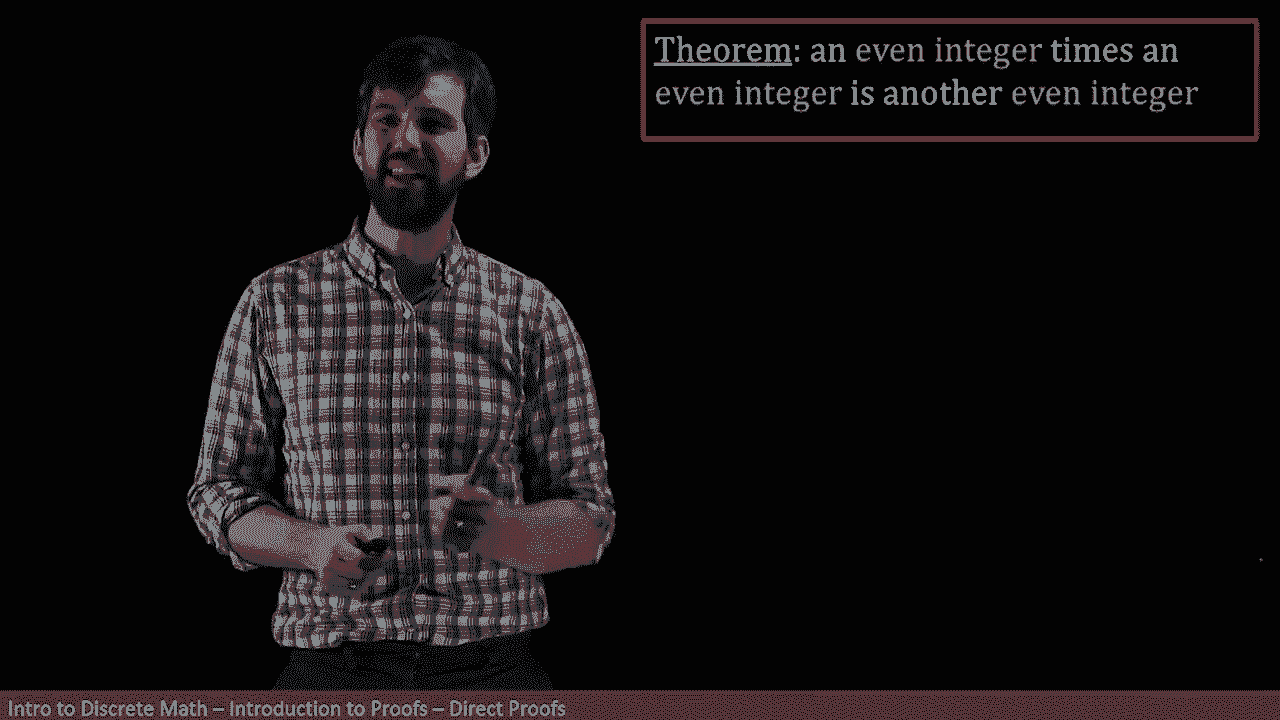 Theorem: an even integer times an
even integer is another even integer
Intro to Discrete Math – Introduction to Proofs – Direct Proofs